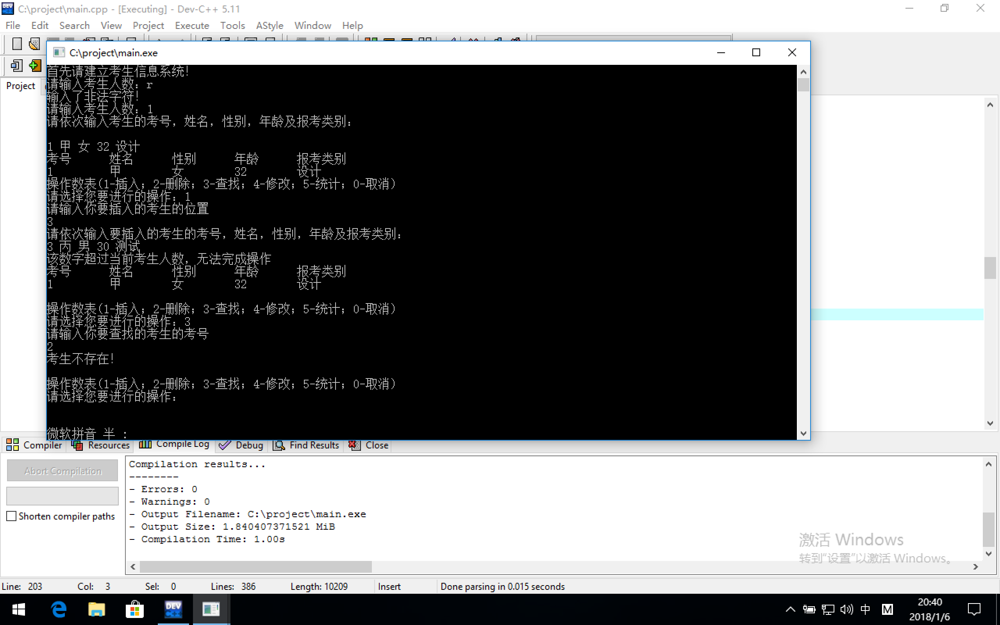 C:\project\main.cpp - [Executing] - Dev-C++ 5.11
File Edit Search View Project Execute Tools AStyle Window Help
C:\project\main.exe
Project
首先请建立考生信息系统!
请输入考生人数: r
输入了非法字符!
请输入考生人数: 1
请依次输入考生的考号，姓名，性别，年龄及报考类别:
1 甲 女 32 设计
考号 姓名 性别 年龄 报考类别
1 甲 女 32 设计
操作数表(1-插入; 2-删除; 3-查找; 4-修改; 5-统计; 0-取消)
请选择您要进行的操作: 1
请输入你要插入的考生的位置
3
请依次输入要插入的考生的考号，姓名，性别，年龄及报考类别:
3 丙 男 30 测试
该数字超过当前考生人数，无法完成操作
考号 姓名 性别 年龄 报考类别
1 甲 女 32 设计
操作数表(1-插入; 2-删除; 3-查找; 4-修改; 5-统计; 0-取消)
请选择您要进行的操作: 3
请输入你要查找的考生的考号
2
考生不存在!
操作数表(1-插入; 2-删除; 3-查找; 4-修改; 5-统计; 0-取消)
请选择您要进行的操作:
微软拼音 半 :
Compiler Resources Compile Log Debug Find Results Close
Abort Compilation
Shorten compiler paths
Compilation results...
--------
- Errors: 0
- Warnings: 0
- Output Filename: C:\project\main.exe
- Output Size: 1.840407371521 MiB
- Compilation Time: 1.00s
激活 Windows
转到"设置"以激活 Windows。
Line: 203 Col: 3 Sel: 0 Lines: 386 Length: 10209 Insert Done parsing in 0.015 seconds
DEV C++
中 M
20:40
2018/1/6